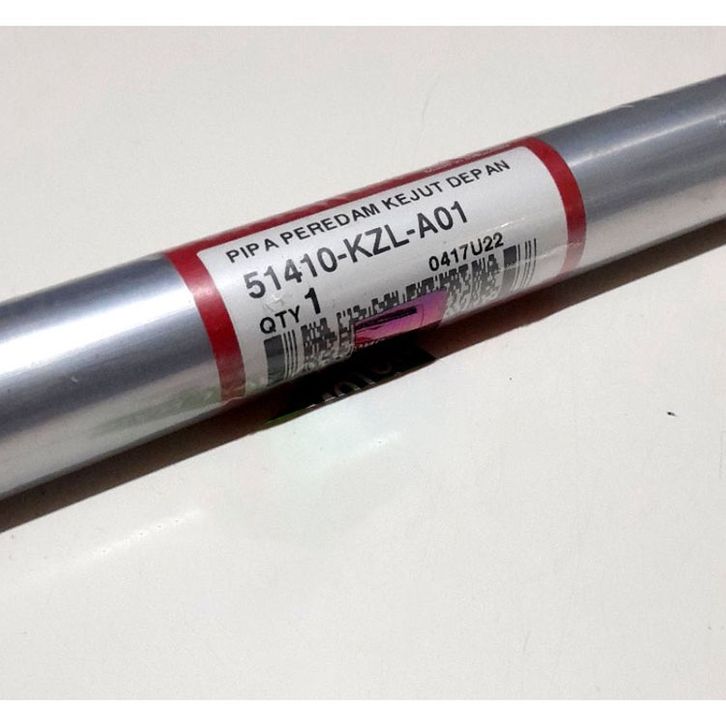 PIPA PEREDAM KEJUT DEPAN
51410-KZL-A01
0417U22
QTY 1